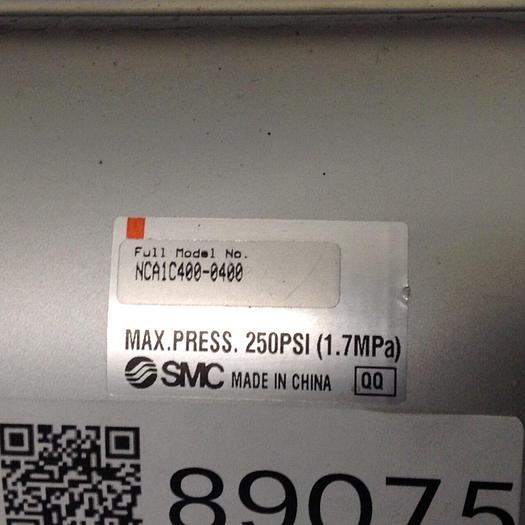 Full Model No.
NCA1C400-0400
MAX.PRESS. 250PSI (1.7MPa)
SMC MADE IN CHINA QQ
89075